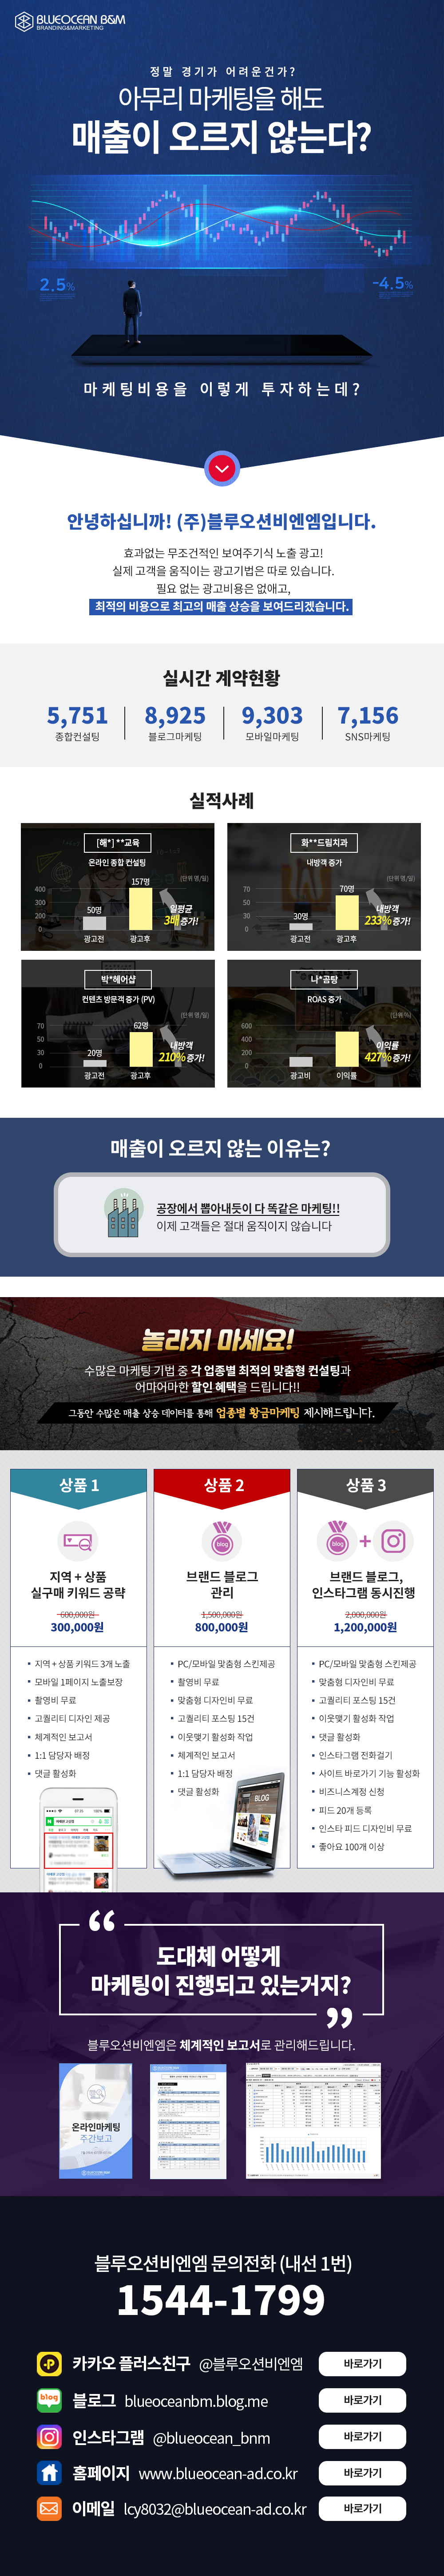 BLUEOCEAN B&M
BRANDING&MARKETING
정말 경기가 어려운건가?
아무리 마케팅을 해도
매출이 오르지 않는다?
2.5%
-4.5%
마케팅비용을 이렇게 투자하는데?
안녕하십니까! (주)블루오션비엔엠입니다.
효과없는 무조건적인 보여주기식 노출 광고!
실제 고객을 움직이는 광고기법은 따로 있습니다.
필요 없는 광고비용은 없애고,
최적의 비용으로 최고의 매출 상승을 보여드리겠습니다.
실시간 계약현황
5,751 8,925 9,303 7,156
종합컨설팅 블로그마케팅 모바일마케팅 SNS마케팅
실적사례
[해*] **교육
온라인 종합 컨설팅
(단위 명/일)
400
300
200
0
50명
157명
광고전
광고후
일평균
3배증가!
화**드림치과
내방객 증가
(단위 명/일)
70
50
30
0
30명
70명
광고전
광고후
내방객
233%증가!
박*헤어샵
컨텐츠 방문객 증가 (PV)
(단위 명/일)
70
50
30
0
20명
62명
광고전
광고후
내방객
210%증가!
나*곰탕
ROAS 증가
600
400
200
0
광고비
이익률
이익률
427%증가!
매출이 오르지 않는 이유는?
공장에서 뽑아내듯이 다 똑같은 마케팅!!
이제 고객들은 절대 움직이지 않습니다
놀라지 마세요!
수많은 마케팅 기법 중 각 업종별 최적의 맞춤형 컨설팅과
어마어마한 할인 혜택을 드립니다!!
그동안 수많은 매출 상승 데이터를 통해 업종별 황금마케팅 제시해드립니다.
상품 1
지역 + 상품
실구매 키워드 공략
600,000원
300,000원
지역 + 상품 키워드 3개 노출
모바일 1페이지 노출보장
촬영비 무료
고퀄리티 디자인 제공
체계적인 보고서
1:1 담당자 배정
댓글 활성화
상품 2
blog
브랜드 블로그
관리
1,500,000원
800,000원
PC/모바일 맞춤형 스킨제공
촬영비 무료
맞춤형 디자인비 무료
고퀄리티 포스팅 15건
이웃맺기 활성화 작업
체계적인 보고서
1:1 담당자 배정
댓글 활성화
BLOG
상품 3
blog
+
브랜드 블로그,
인스타그램 동시진행
2,000,000원
1,200,000원
PC/모바일 맞춤형 스킨제공
맞춤형 디자인비 무료
고퀄리티 포스팅 15건
이웃맺기 활성화 작업
댓글 활성화
인스타그램 전화걸기
사이트 바로가기 기능 활성화
비즈니스계정 신청
피드 20개 등록
인스타 피드 디자인비 무료
좋아요 100개 이상
도대체 어떻게
마케팅이 진행되고 있는거지?
블루오션비엔엠은 체계적인 보고서로 관리해드립니다.
온라인마케팅
주간보고
블루오션비엔엠 문의전화 (내선 1번)
1544-1799
카카오 플러스친구 @블루오션비엔엠 바로가기
blog 블로그 blueoceanbm.blog.me 바로가기
인스타그램 @blueocean_bnm 바로가기
홈페이지 www.blueocean-ad.co.kr 바로가기
이메일 lcy8032@blueocean-ad.co.kr 바로가기